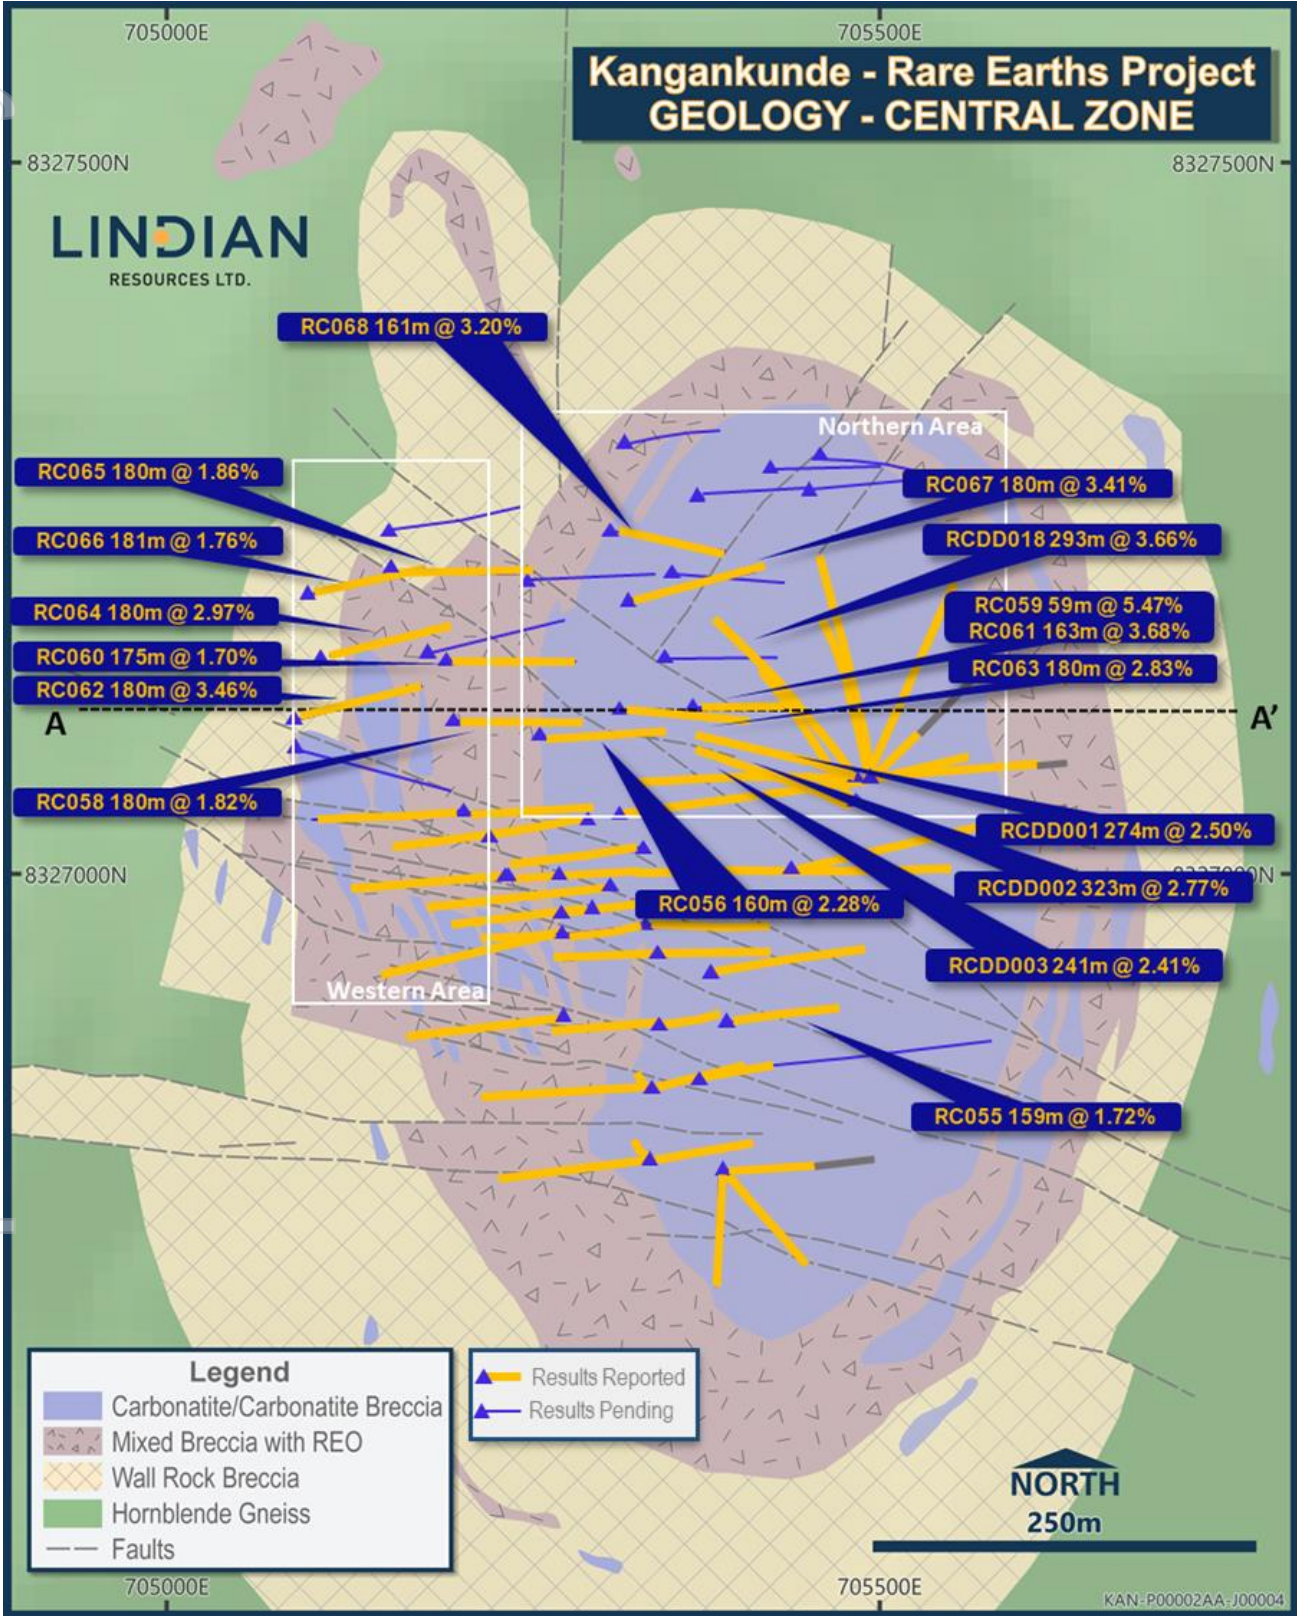 705000E
705500E
Kangankunde - Rare Earths Project
GEOLOGY - CENTRAL ZONE
8327500N
8327500N
LINDIAN
RESOURCES LTD.
RC068 161m @ 3.20%
Northern Area
RC065 180m @ 1.86%
RC067 180m @ 3.41%
RC066 181m @ 1.76%
RCDD018 293m @ 3.66%
RC064 180m @ 2.97%
RC059 59m @ 5.47%
RC061 163m @ 3.68%
RC060 175m @ 1.70%
RC063 180m @ 2.83%
RC062 180m @ 3.46%
A
A'
RC058 180m @ 1.82%
RCDD001 274m @ 2.50%
8327000N
RCDD002 323m @ 2.77%
RC056 160m @ 2.28%
RCDD003 241m @ 2.41%
Western Area
RC055 159m @ 1.72%
Legend
Carbonatite/Carbonatite Breccia
Mixed Breccia with REO
Wall Rock Breccia
Hornblende Gneiss
Faults
Results Reported
Results Pending
NORTH
250m
705000E
705500E
KAN-P00002AA-J00004